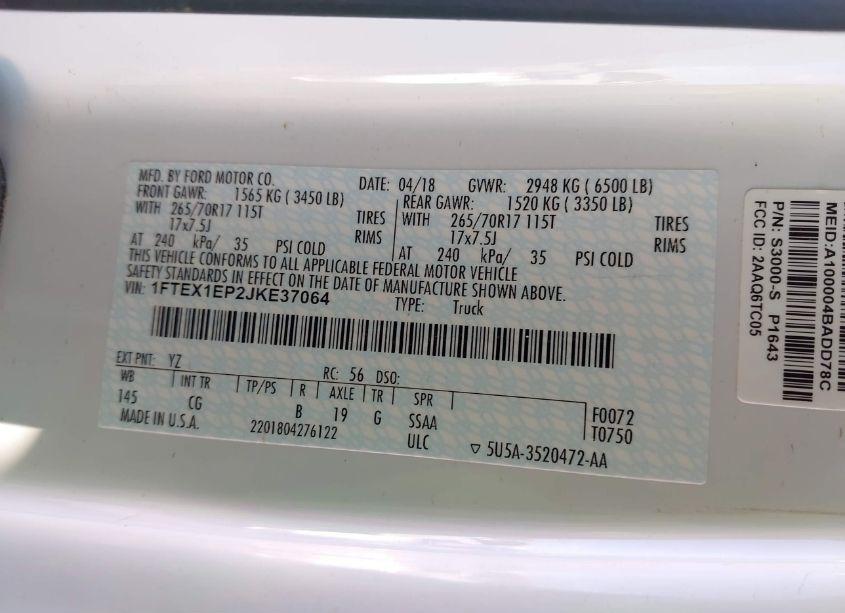 MFD. BY FORD MOTOR CO.
DATE: 04/18 GVWR: 2948 KG ( 6500 LB)
FRONT GAWR: 1565 KG ( 3450 LB)
WITH 265/70R17 115T TIRES
17x7.5J RIMS
AT 240 kPa/ 35 PSI COLD
REAR GAWR: 1520 KG ( 3350 LB)
WITH 265/70R17 115T TIRES
17x7.5J RIMS
AT 240 kPa/ 35 PSI COLD
THIS VEHICLE CONFORMS TO ALL APPLICABLE FEDERAL MOTOR VEHICLE
SAFETY STANDARDS IN EFFECT ON THE DATE OF MANUFACTURE SHOWN ABOVE.
VIN: 1FTEX1EP2JKE37064
TYPE: Truck
EXT PNT: YZ
RC: 56 DSO:
WB INT TR TP/PS R AXLE TR SPR
145 CG B 19 G SSAA
F0072
T0750
MADE IN U.S.A. 2201804276122 ULC
5U5A-3520472-AA
MEID:A100004BADD78C
P/N: S3000-S P1643
FCC ID: 2AAQ6TC05